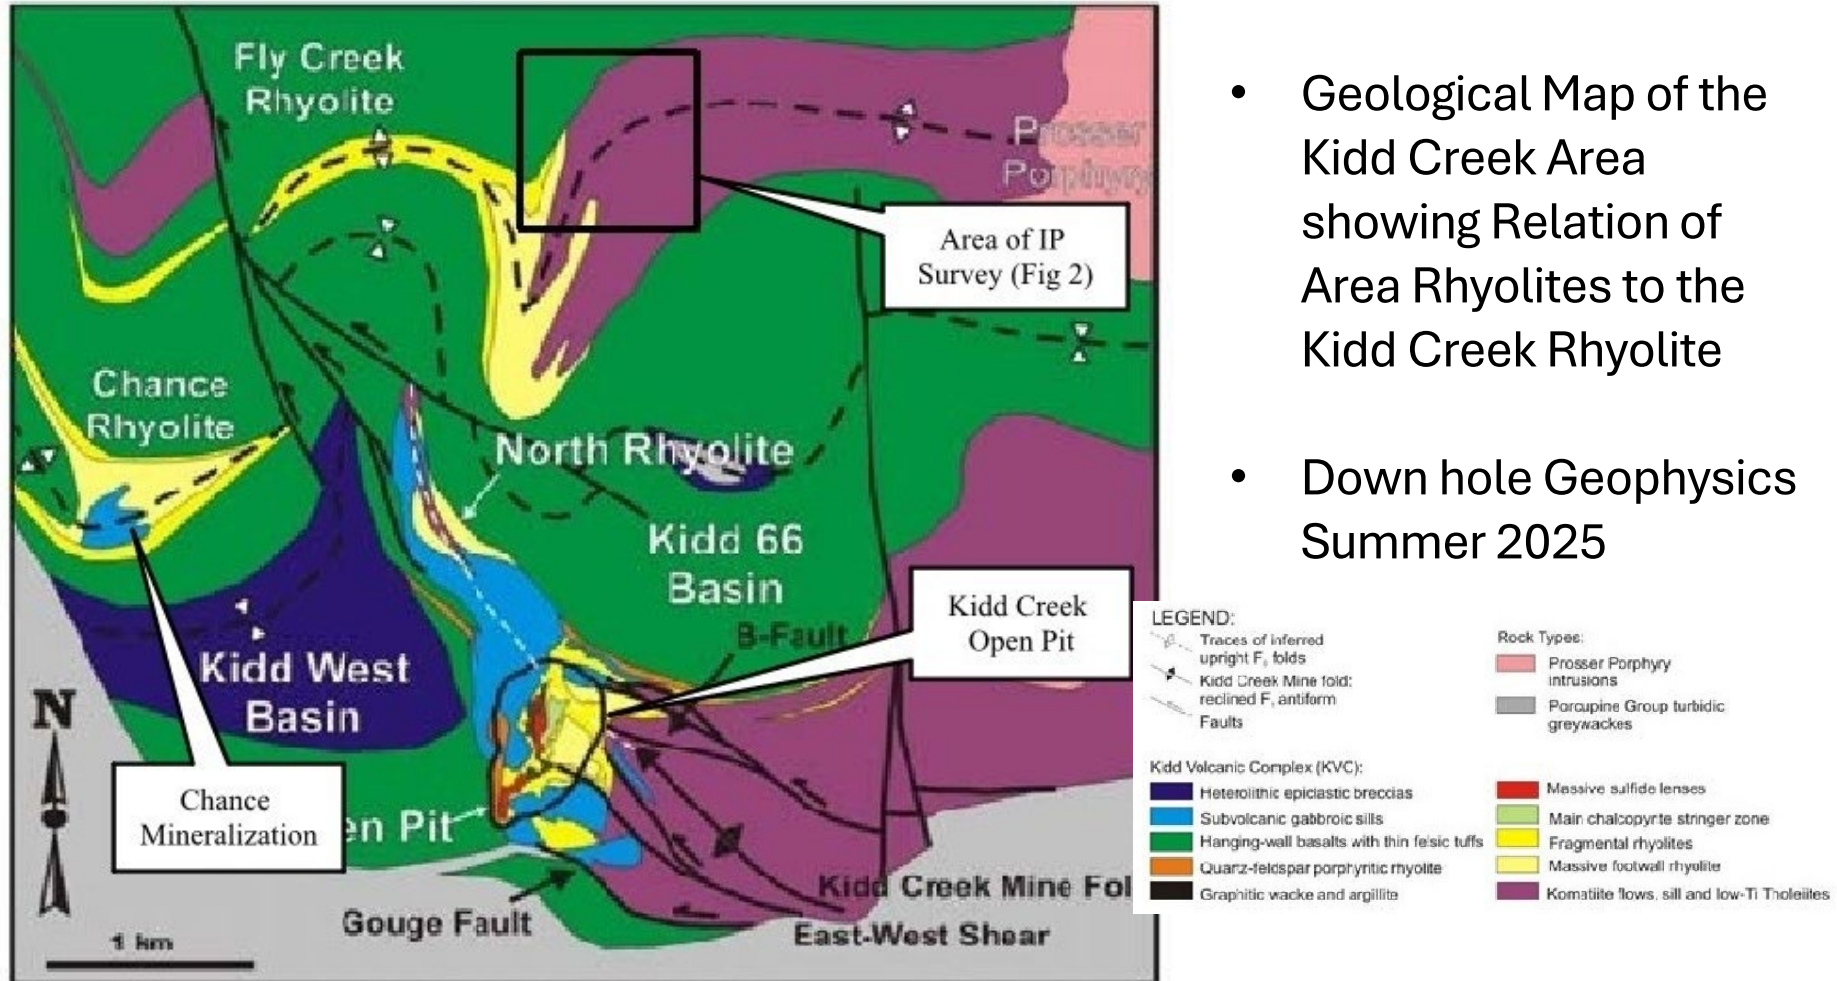 Fly Creek
Rhyolite
Prosser
Porphyry
Area of IP
Survey (Fig 2)
Chance
Rhyolite
North Rhyolite
Kidd 66
Basin
Kidd Creek
Open Pit
B-Fault
Kidd West
Basin
N
Chance
Mineralization
en Pit
Kidd Creek Mine Fol
Gouge Fault
East-West Shear
1 km
• Geological Map of the
Kidd Creek Area
showing Relation of
Area Rhyolites to the
Kidd Creek Rhyolite
• Down hole Geophysics
Summer 2025
LEGEND:
Traces of inferred
upright F₂ folds
Kidd Creek Mine fold:
reclined F₁ antiform
Faults
Rock Types:
Prosser Porphyry
intrusions
Porcupine Group turbidic
greywackes
Kidd Volcanic Complex (KVC):
Heterolithic epiclastic breccias
Subvolcanic gabbroic sills
Hanging-wall basalts with thin felsic tuffs
Quartz-feldspar porphyritic rhyolite
Graphitic wacke and argillite
Massive sulfide lenses
Main chalcopyrite stringer zone
Fragmental rhyolites
Massive footwall rhyolite
Komatiite flows, sill and low-Ti Tholeiites